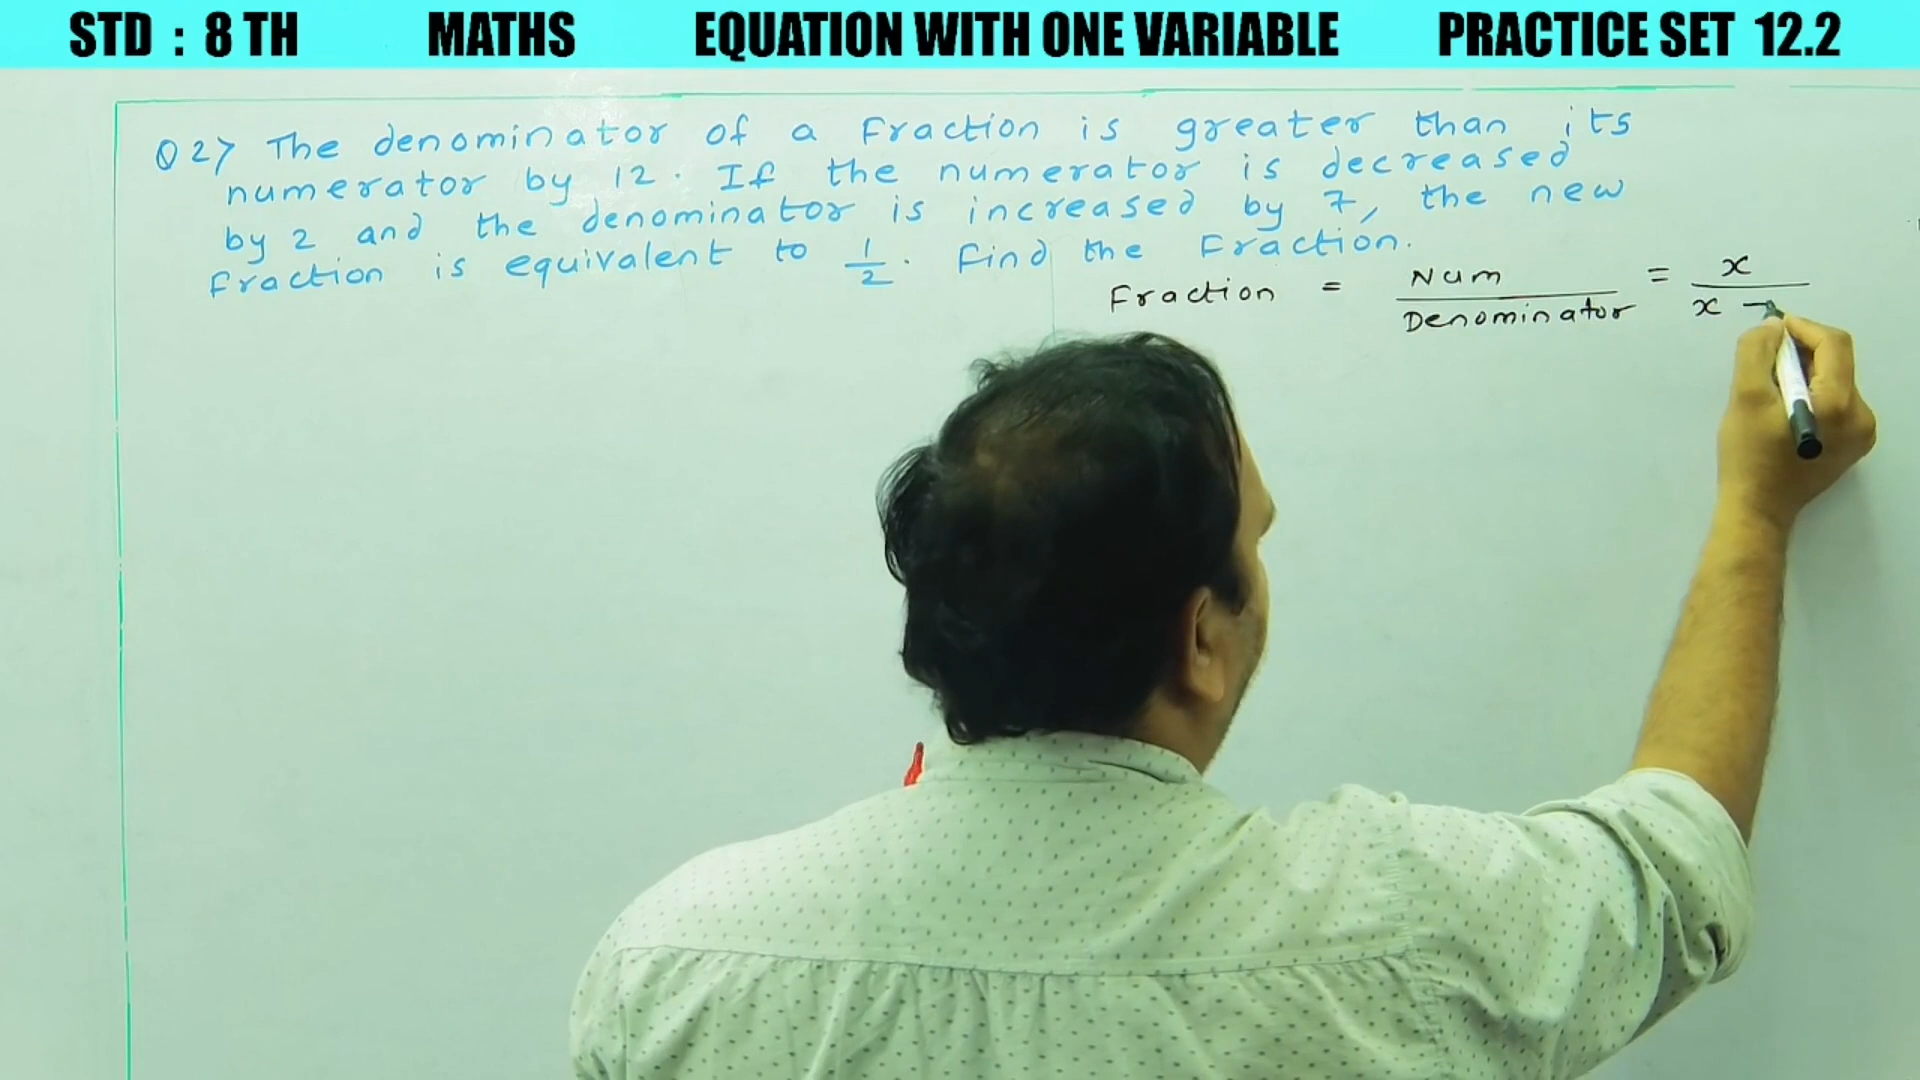 STD : 8 TH MATHS EQUATION WITH ONE VARIABLE PRACTICE SET 12.2
Q 2> The denominator of a Fraction is greater than its
numerator by 12. If the numerator is decreased
by 2 and the denominator is increased by 7, the new
Fraction is equivalent to 1/2. Find the Fraction.
Fraction = Num/Denominator = x/x -